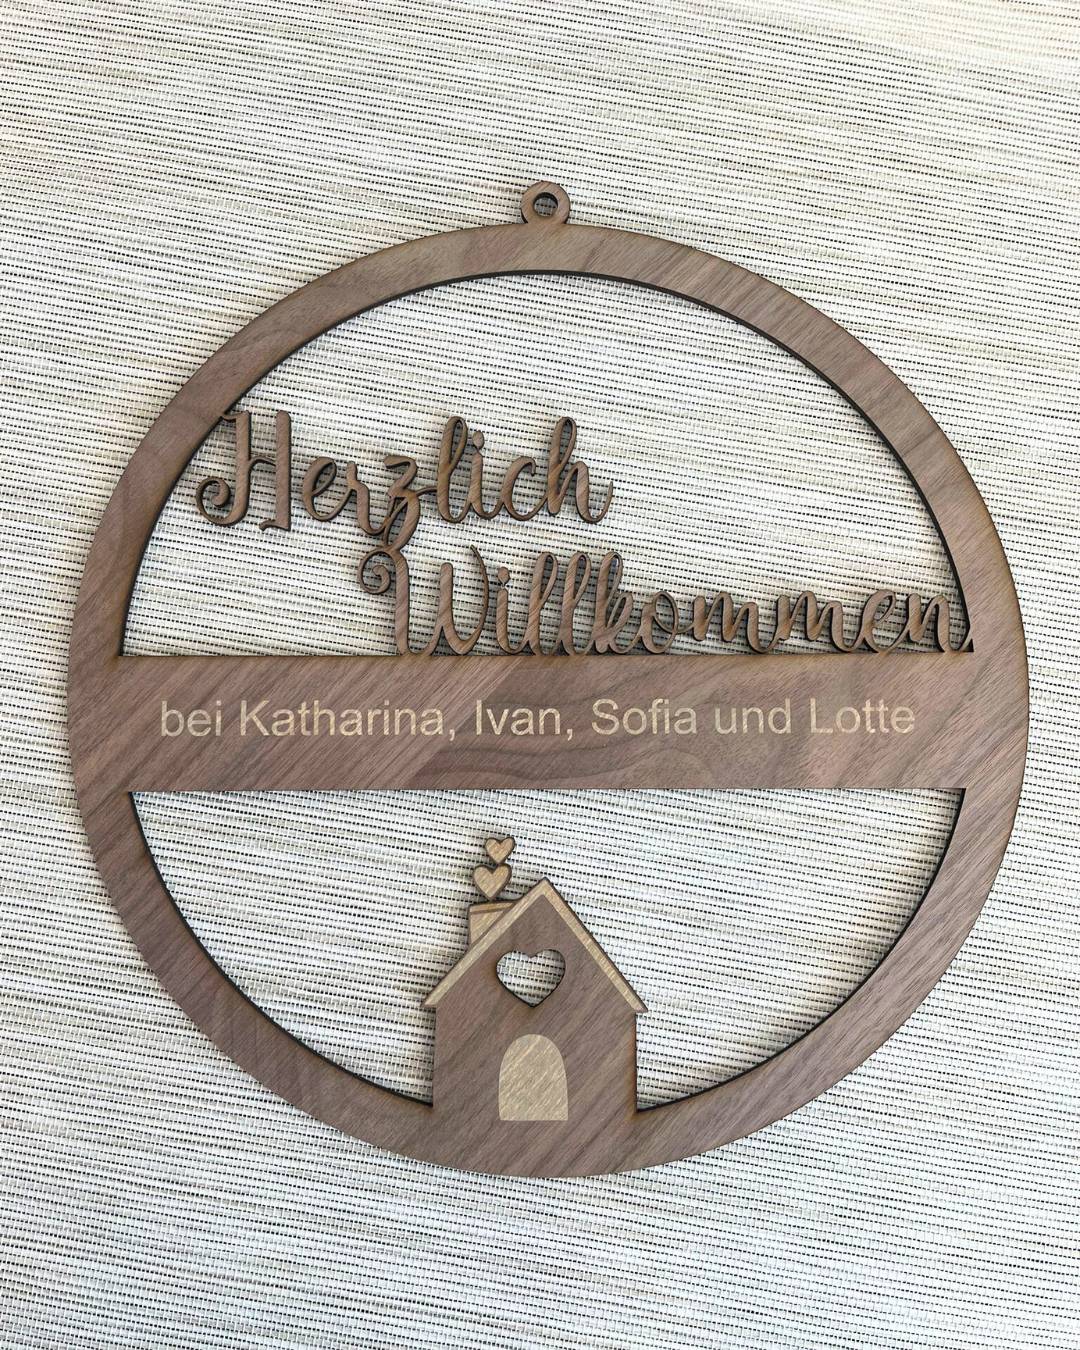 Herzlich
Willkommen
bei Katharina, Ivan, Sofia und Lotte